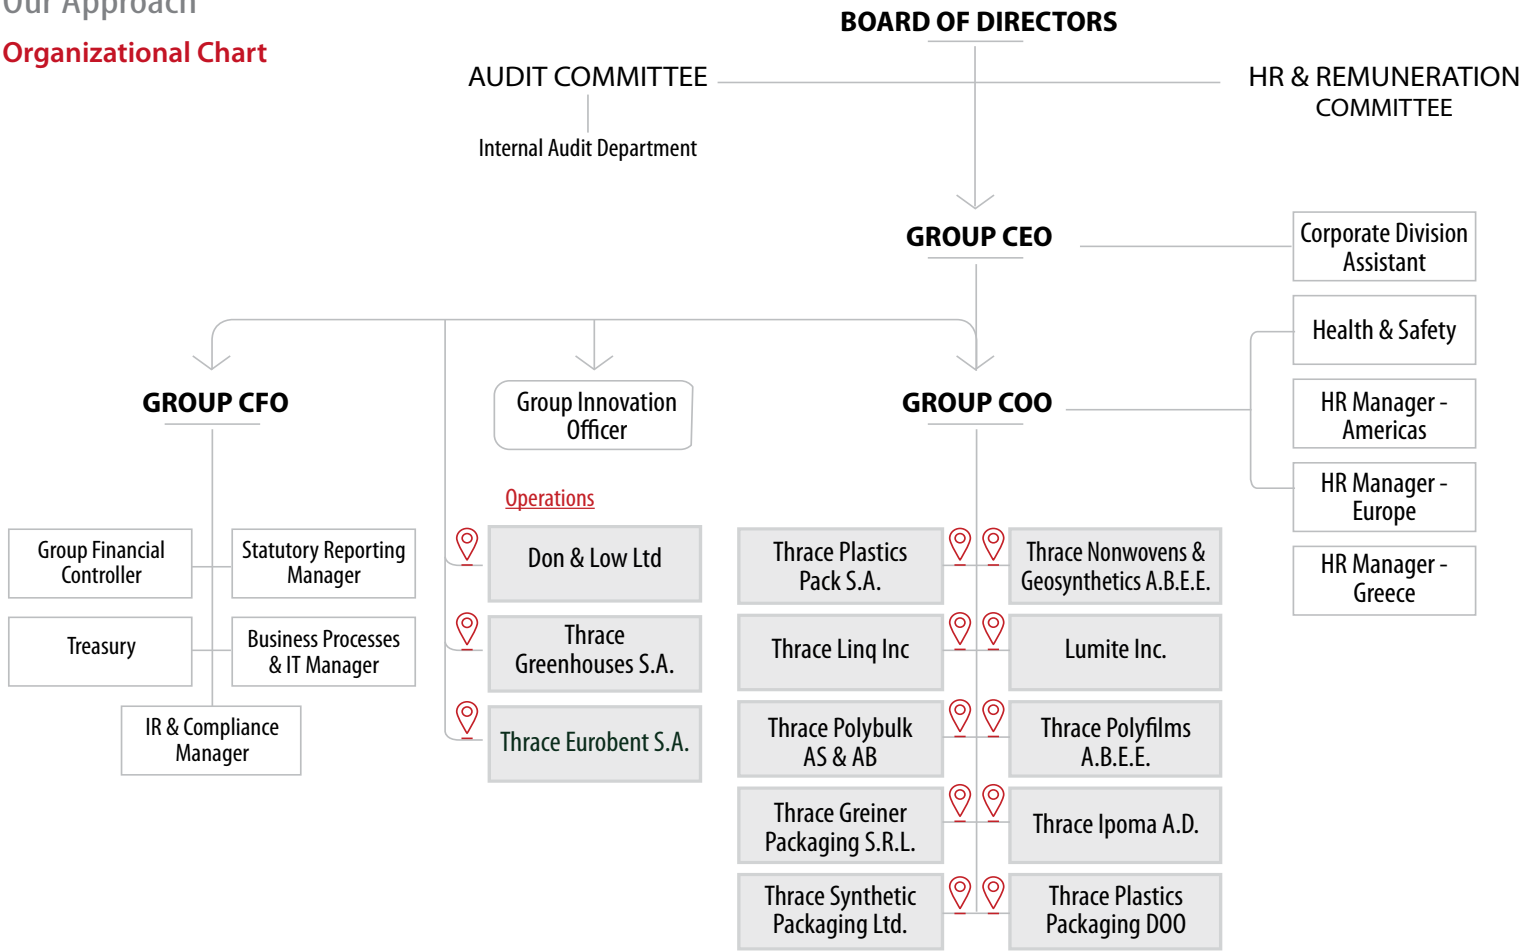 Our Approach
Organizational Chart
BOARD OF DIRECTORS
AUDIT COMMITTEE
Internal Audit Department
HR & REMUNERATION
COMMITTEE
GROUP CEO
Corporate Division
Assistant
Health & Safety
HR Manager -
Americas
HR Manager -
Europe
HR Manager -
Greece
GROUP CFO
Group Innovation
Officer
GROUP COO
Group Financial
Controller
Statutory Reporting
Manager
Treasury
Business Processes
& IT Manager
IR & Compliance
Manager
Operations
Don & Low Ltd
Thrace
Greenhouses S.A.
Thrace Eurobent S.A.
Thrace Plastics
Pack S.A.
Thrace Nonwovens &
Geosynthetics A.B.E.E.
Thrace Linq Inc
Lumite Inc.
Thrace Polybulk
AS & AB
Thrace Polyfilms
A.B.E.E.
Thrace Greiner
Packaging S.R.L.
Thrace Ipoma A.D.
Thrace Synthetic
Packaging Ltd.
Thrace Plastics
Packaging DOO